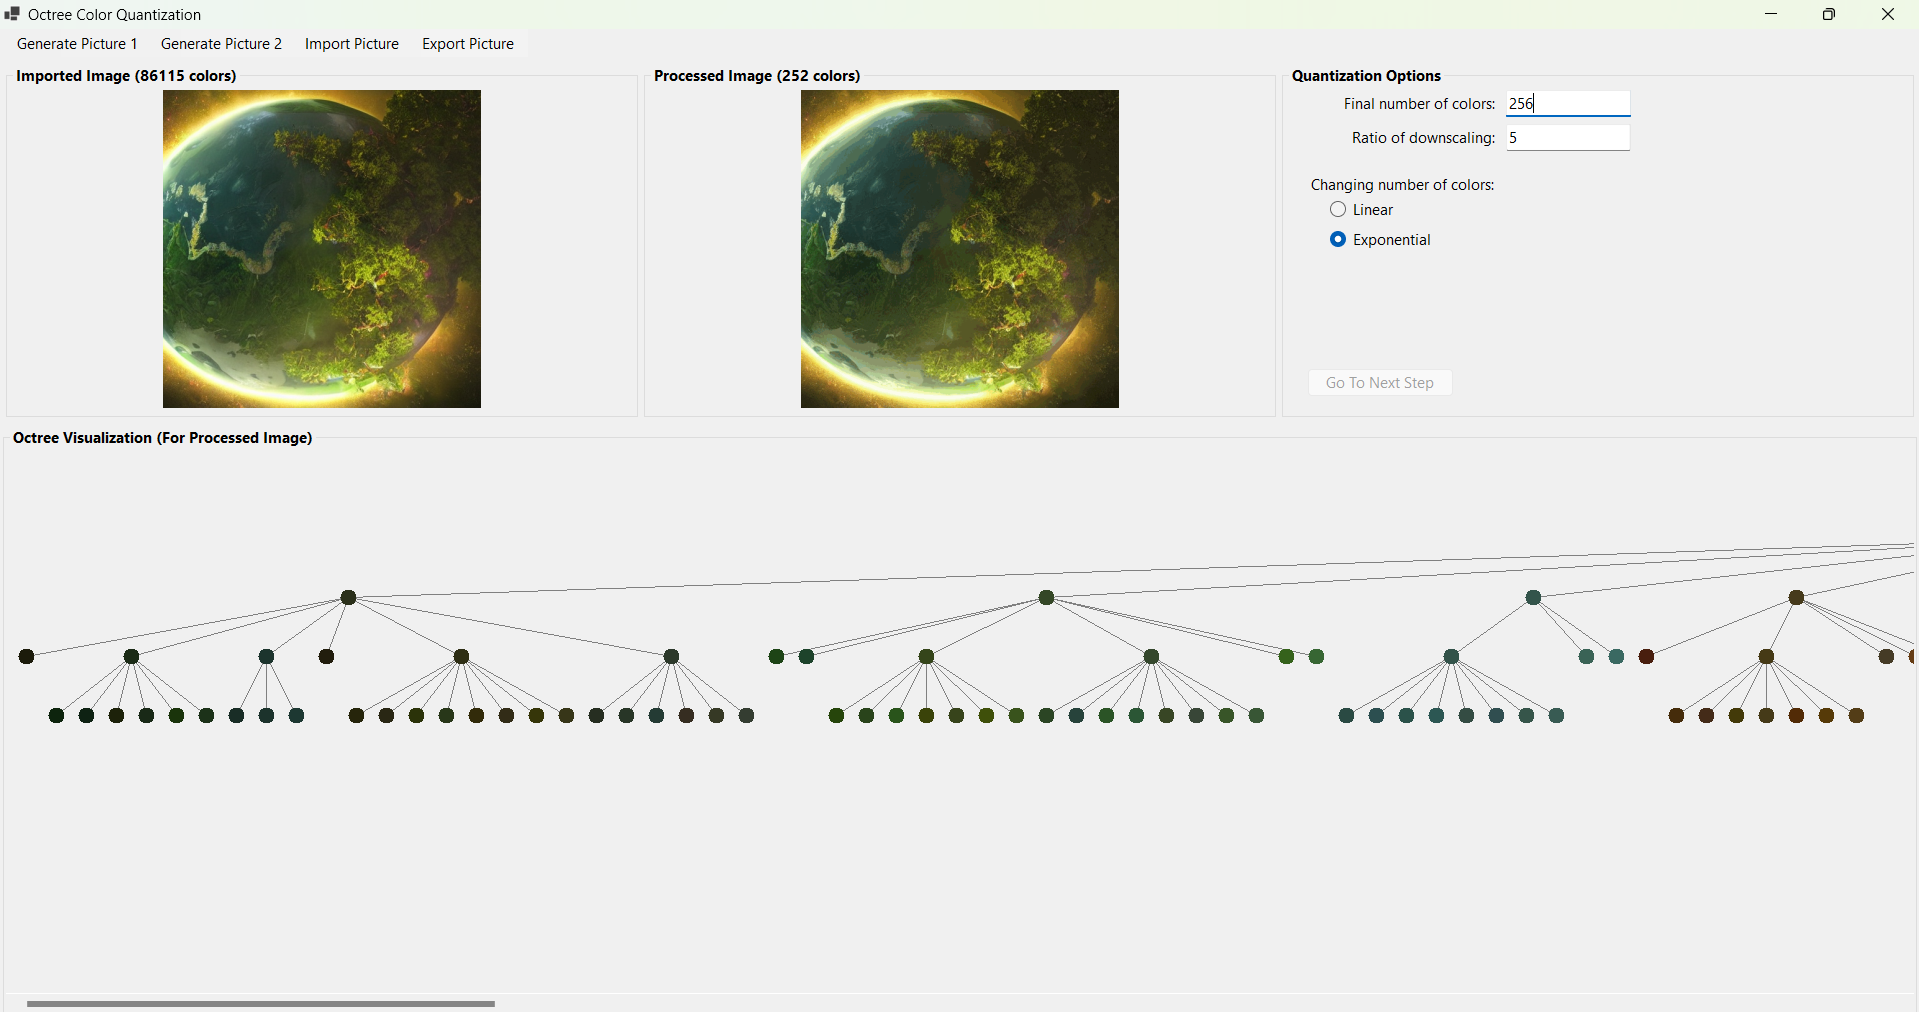 Octree Color Quantization
Generate Picture 1 Generate Picture 2 Import Picture Export Picture
Imported Image (86115 colors)
Processed Image (252 colors)
Quantization Options
Final number of colors: 256
Ratio of downscaling: 5
Changing number of colors:
Linear
Exponential
Go To Next Step
Octree Visualization (For Processed Image)